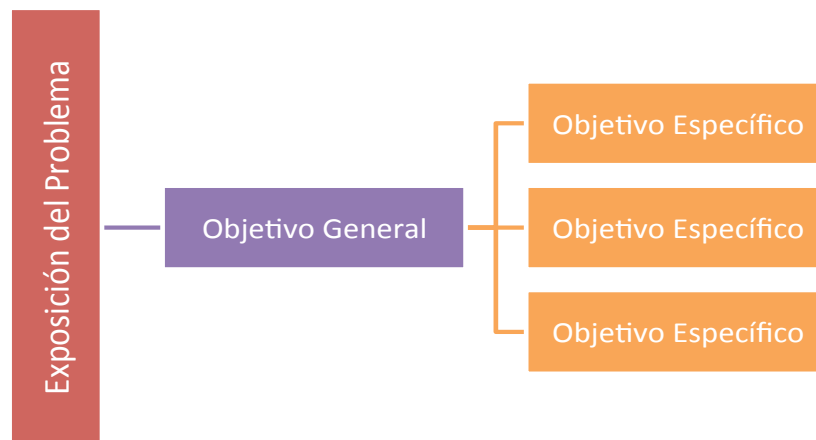 Exposición del Problema
Objetivo General
Objetivo Específico
Objetivo Específico
Objetivo Específico